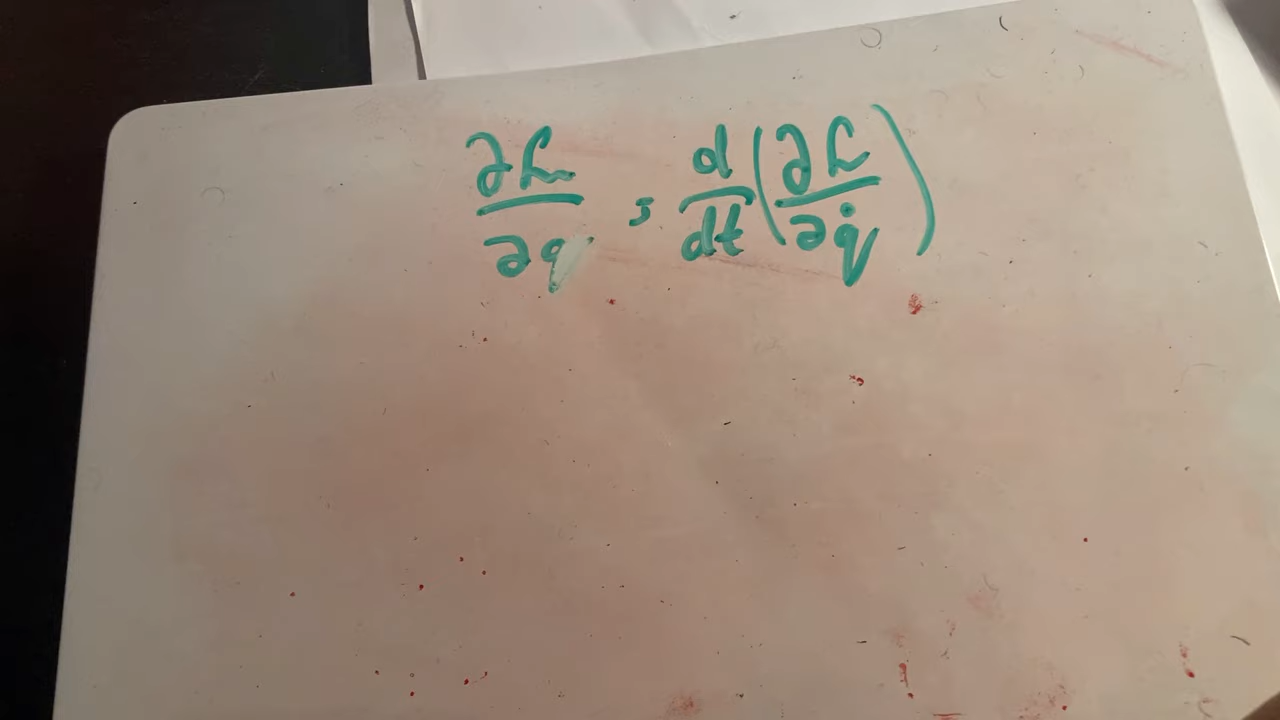 ∂ℒ/∂q = d/dt(∂ℒ/∂q̇)